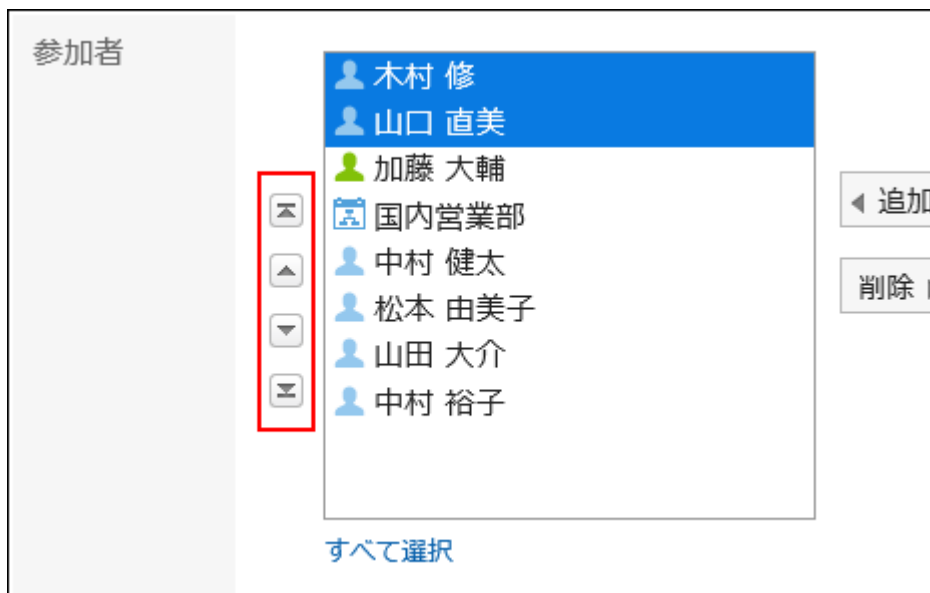 参加者
木村 修
山口 直美
加藤 大輔
国内営業部
中村 健太
松本 由美子
山田 大介
中村 裕子
追加
削除
すべて選択